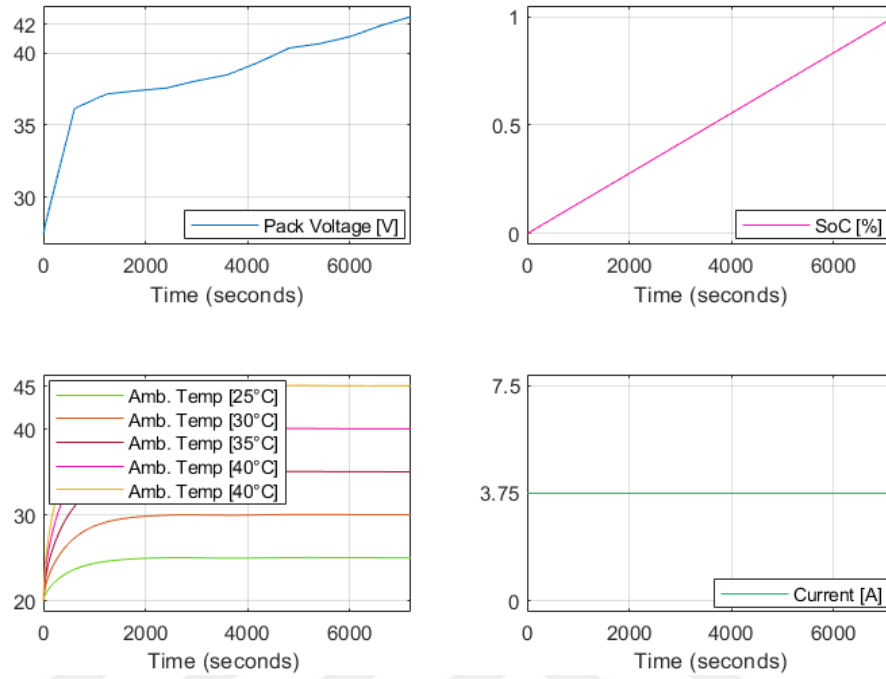 42
40
35
30
Pack Voltage [V]
0 2000 4000 6000
Time (seconds)
1
0.5
0
SoC [%]
0 2000 4000 6000
Time (seconds)
45
40
30
20
Amb. Temp [25°C]
Amb. Temp [30°C]
Amb. Temp [35°C]
Amb. Temp [40°C]
Amb. Temp [40°C]
0 2000 4000 6000
Time (seconds)
7.5
3.75
0
Current [A]
0 2000 4000 6000
Time (seconds)